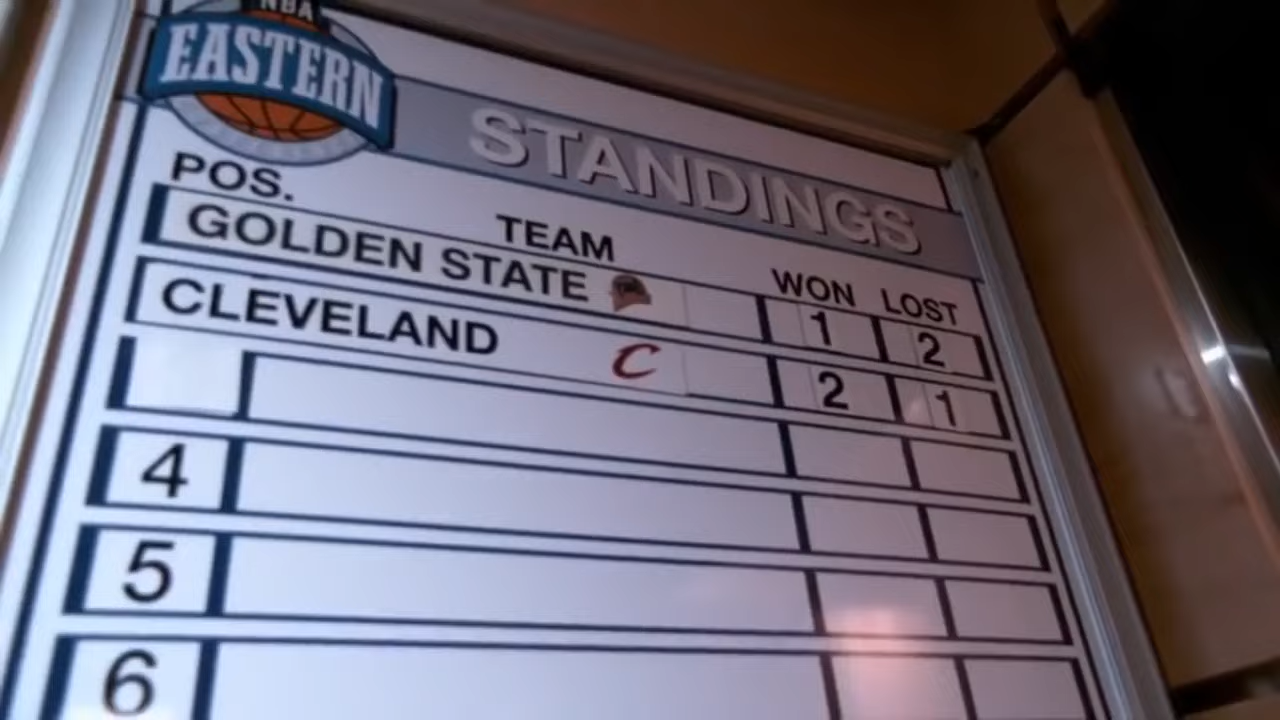 NBA
EASTERN
STANDINGS
POS. TEAM WON LOST
GOLDEN STATE 1 2
CLEVELAND C 2 1
4
5
6